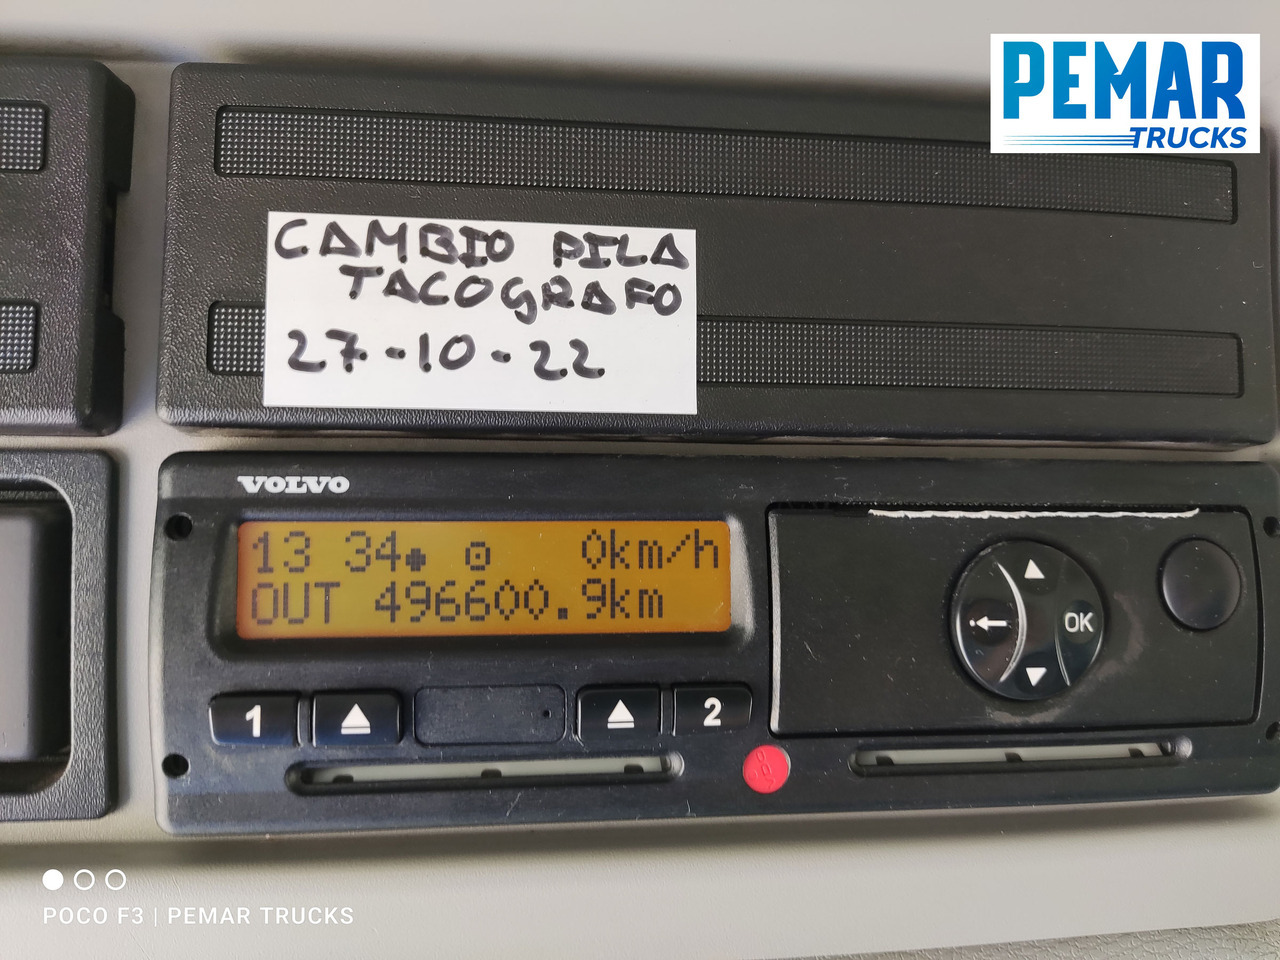 PEMAR
TRUCKS
CAMBIO PILA
TACOGRAFO
27-10-22
VOLVO
13 34 0km/h
OUT 496600.9km
1
2
OK
POCO F3 | PEMAR TRUCKS